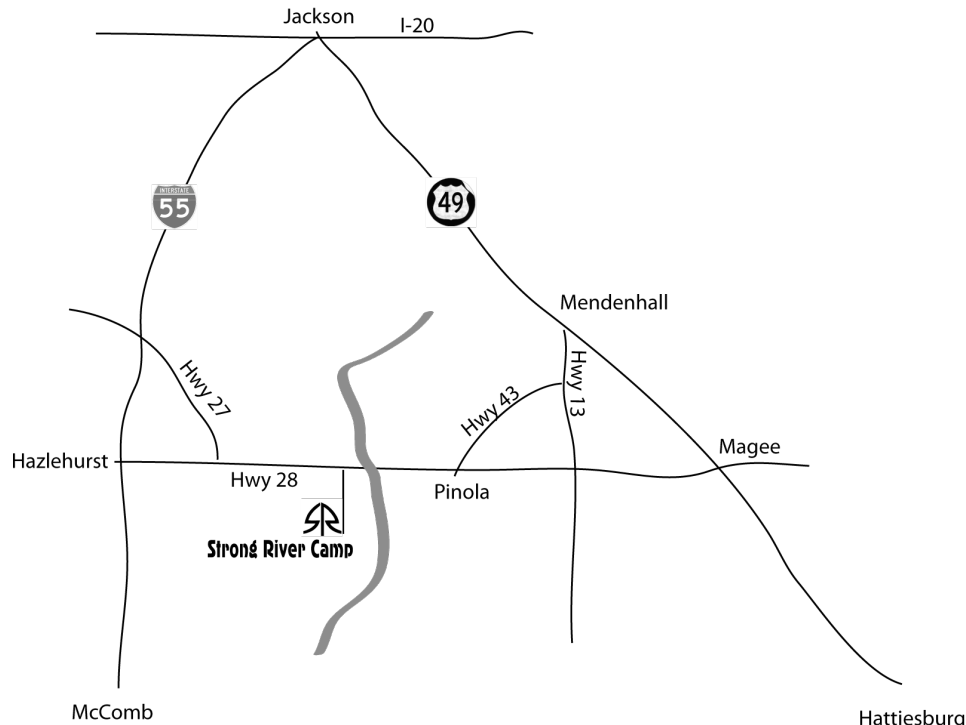 Jackson
I-20
INTERSTATE
55
49
Mendenhall
Hwy 27
Hwy 43
Hwy 13
Hazlehurst
Hwy 28
Pinola
Magee
SR
Strong River Camp
McComb
Hattiesburg